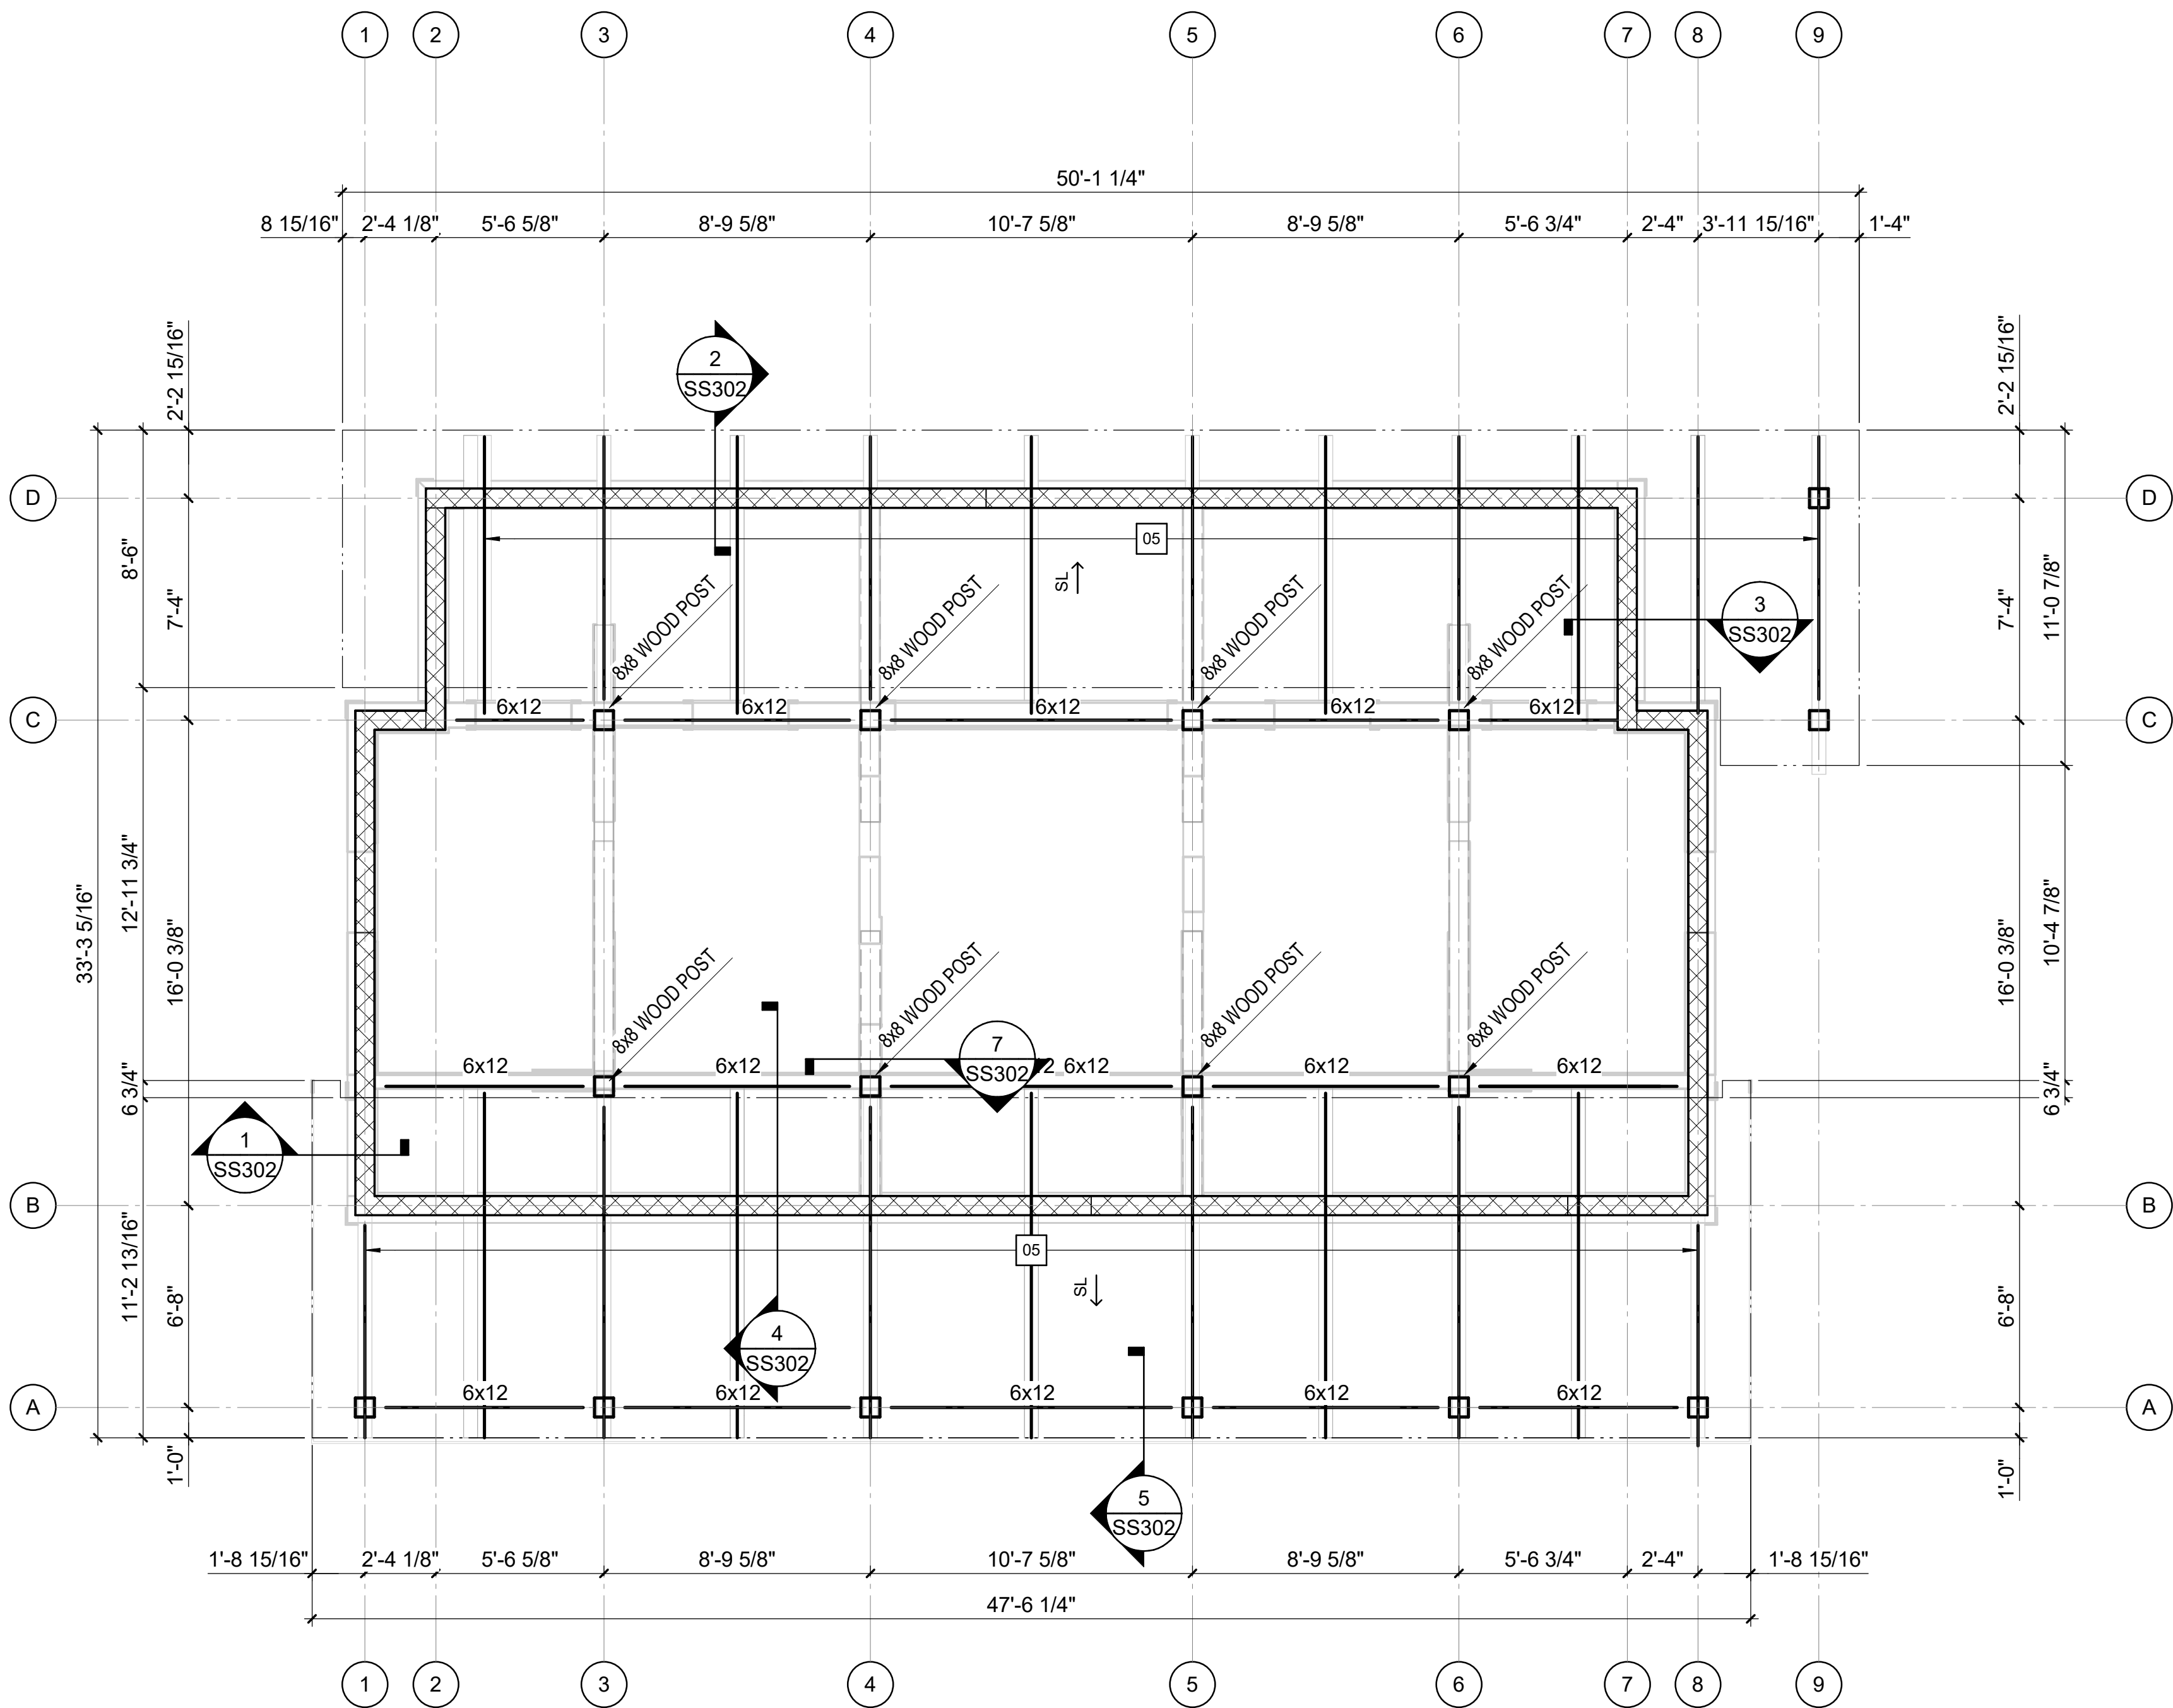 1 2 3 4 5 6 7 8 9
50'-1 1/4"
8 15/16" 2'-4 1/8" 5'-6 5/8" 8'-9 5/8" 10'-7 5/8" 8'-9 5/8" 5'-6 3/4" 2'-4" 3'-11 15/16" 1'-4"
2'-2 15/16"
2'-2 15/16"
2
SS302
D
D
05
8'-6"
7'-4"
SL
7'-4"
11'-0 7/8"
3
SS302
8x8 WOOD POST
8x8 WOOD POST
8x8 WOOD POST
8x8 WOOD POST
6x12 6x12 6x12 6x12 6x12
C
C
33'-3 5/16"
12'-11 3/4"
16'-0 3/8"
16'-0 3/8"
10'-4 7/8"
8x8 WOOD POST
8x8 WOOD POST
8x8 WOOD POST
8x8 WOOD POST
7
SS302
6x12 6x12 6x12 6x12 6x12
6 3/4"
6 3/4"
1
SS302
B
B
05
11'-2 13/16"
6'-8"
SL
6'-8"
4
SS302
6x12 6x12 6x12 6x12 6x12
A
A
1'-0"
1'-0"
5
SS302
1'-8 15/16" 2'-4 1/8" 5'-6 5/8" 8'-9 5/8" 10'-7 5/8" 8'-9 5/8" 5'-6 3/4" 2'-4" 1'-8 15/16"
47'-6 1/4"
1 2 3 4 5 6 7 8 9